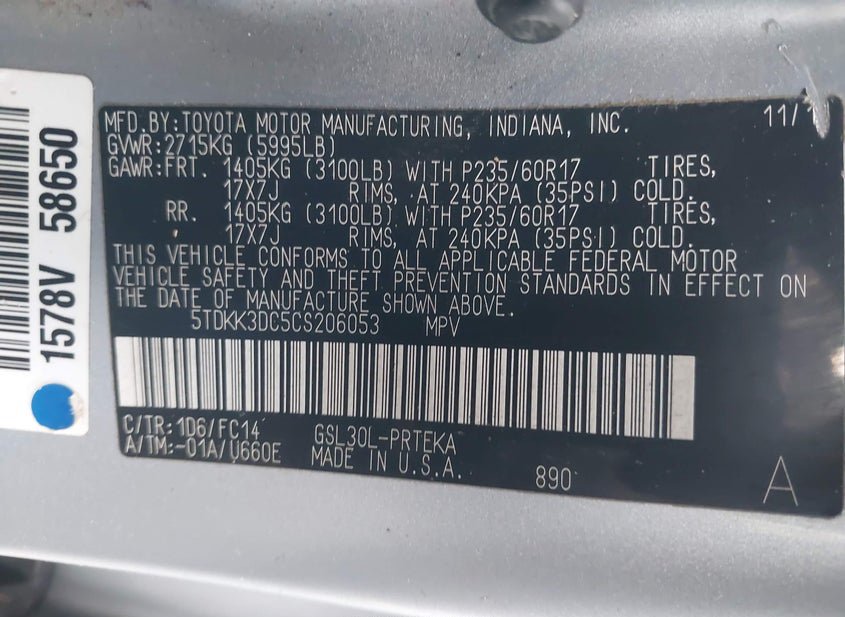 MFD.BY:TOYOTA MOTOR MANUFACTURING, INDIANA, INC. 11/1
GVWR:2715KG (5995LB)
GAWR:FRT. 1405KG (3100LB) WITH P235/60R17 TIRES,
17X7J RIMS, AT 240KPA (35PSI) COLD.
RR. 1405KG (3100LB) WITH P235/60R17 TIRES,
17X7J RIMS, AT 240KPA (35PSI) COLD.
THIS VEHICLE CONFORMS TO ALL APPLICABLE FEDERAL MOTOR
VEHICLE SAFETY AND THEFT PREVENTION STANDARDS IN EFFECT ON
THE DATE OF MANUFACTURE SHOWN ABOVE.
5TDKK3DC5CS206053 MPV
C/TR:1D6/FC14 GSL30L-PRTEKA
A/TM:-01A/U660E MADE IN U.S.A. 890 A
1578V 58650